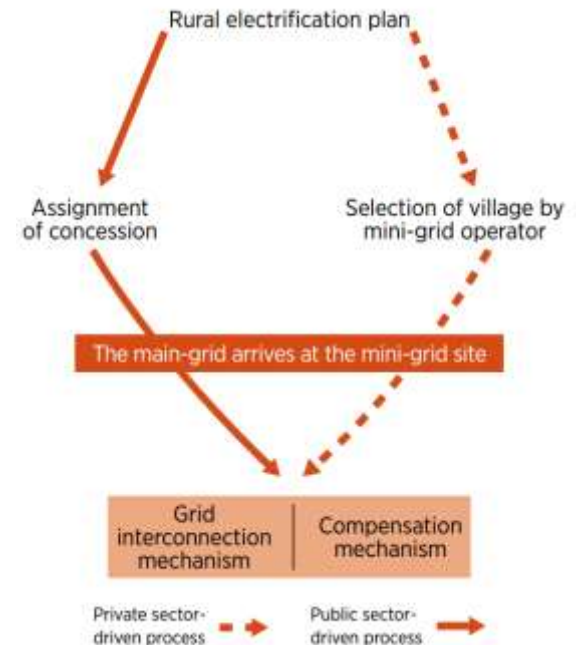 Rural electrification plan
Assignment
of concession
Selection of village by
mini-grid operator
The main-grid arrives at the mini-grid site
Grid
interconnection
mechanism
Compensation
mechanism
Private sector-
driven process
Public sector-
driven process